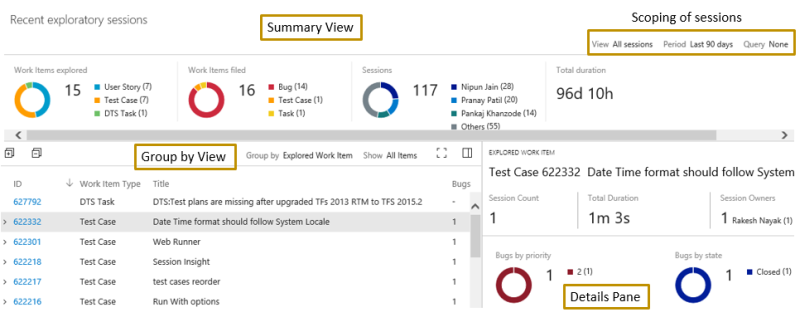 Recent exploratory sessions
Summary View
Scoping of sessions
View All sessions Period Last 90 days Query None
Work Items explored
15
User Story (7)
Test Case (7)
DTS Task (1)
Work Items filed
16
Bug (14)
Test Case (1)
Task (1)
Sessions
117
Nipun Jain (28)
Pranay Patil (20)
Pankaj Khanzode (14)
Others (55)
Total duration
96d 10h
Group by View
Group by Explored Work Item Show All Items
ID Work Item Type Title Bugs
627792 DTS Task DTS:Test plans are missing after upgraded TFs 2013 RTM to TFS 2015.2 -
622332 Test Case Date Time format should follow System Locale 1
622301 Test Case Web Runner 1
622218 Test Case Session Insight 1
622217 Test Case test cases reorder 1
622216 Test Case Run With options 1
EXPLORED WORK ITEM
Test Case 622332 Date Time format should follow System
Session Count
1
Total Duration
1m 3s
Session Owners
1 Rakesh Nayak (1)
Bugs by priority
1
2 (1)
Bugs by state
1
Closed (1)
Details Pane